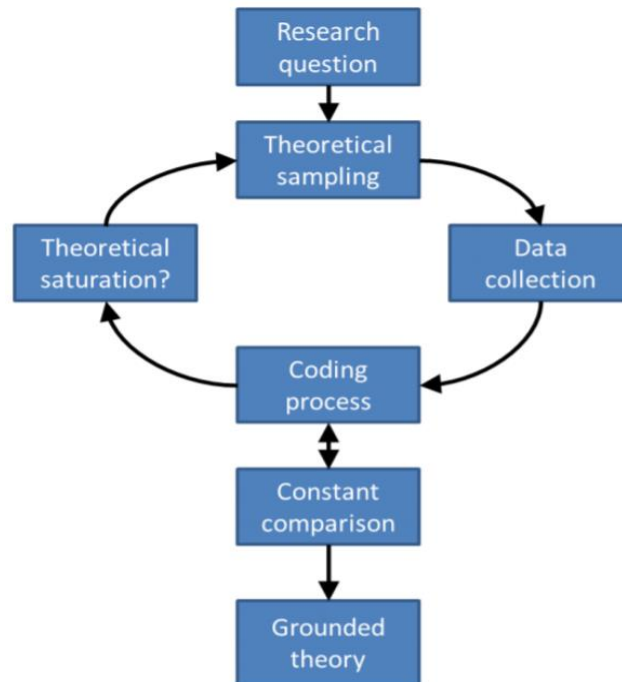 Research
question
Theoretical
sampling
Theoretical
saturation?
Data
collection
Coding
process
Constant
comparison
Grounded
theory